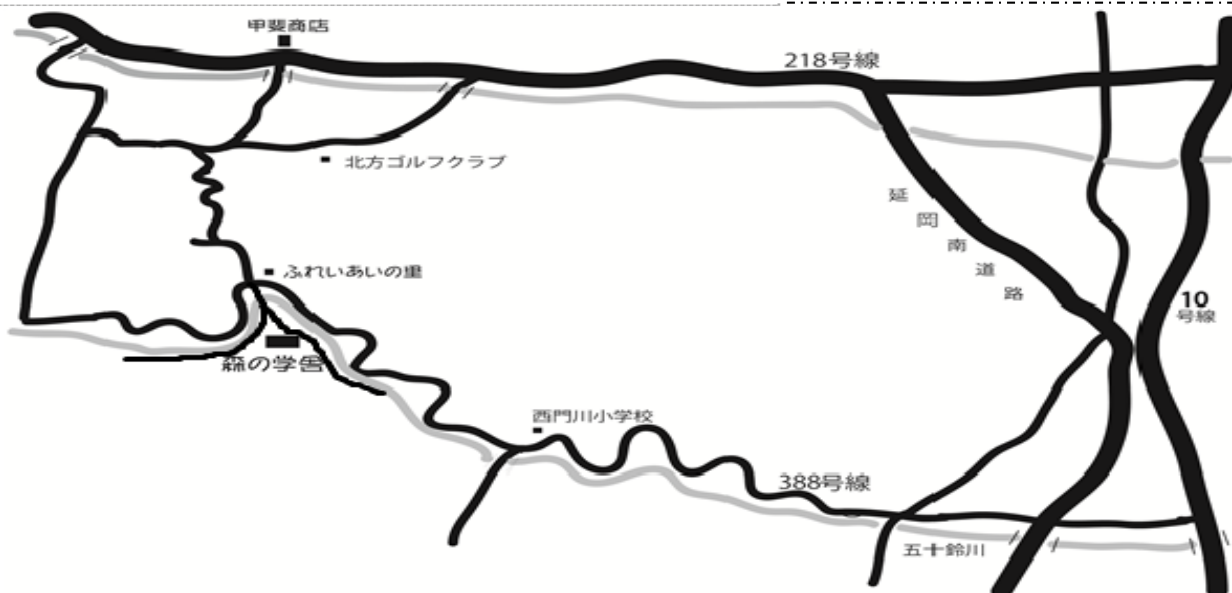 甲斐商店
218号線
北方ゴルフクラブ
延岡南道路
ふれいあいの里
10
号線
森の学舎
西門川小学校
388号線
五十鈴川